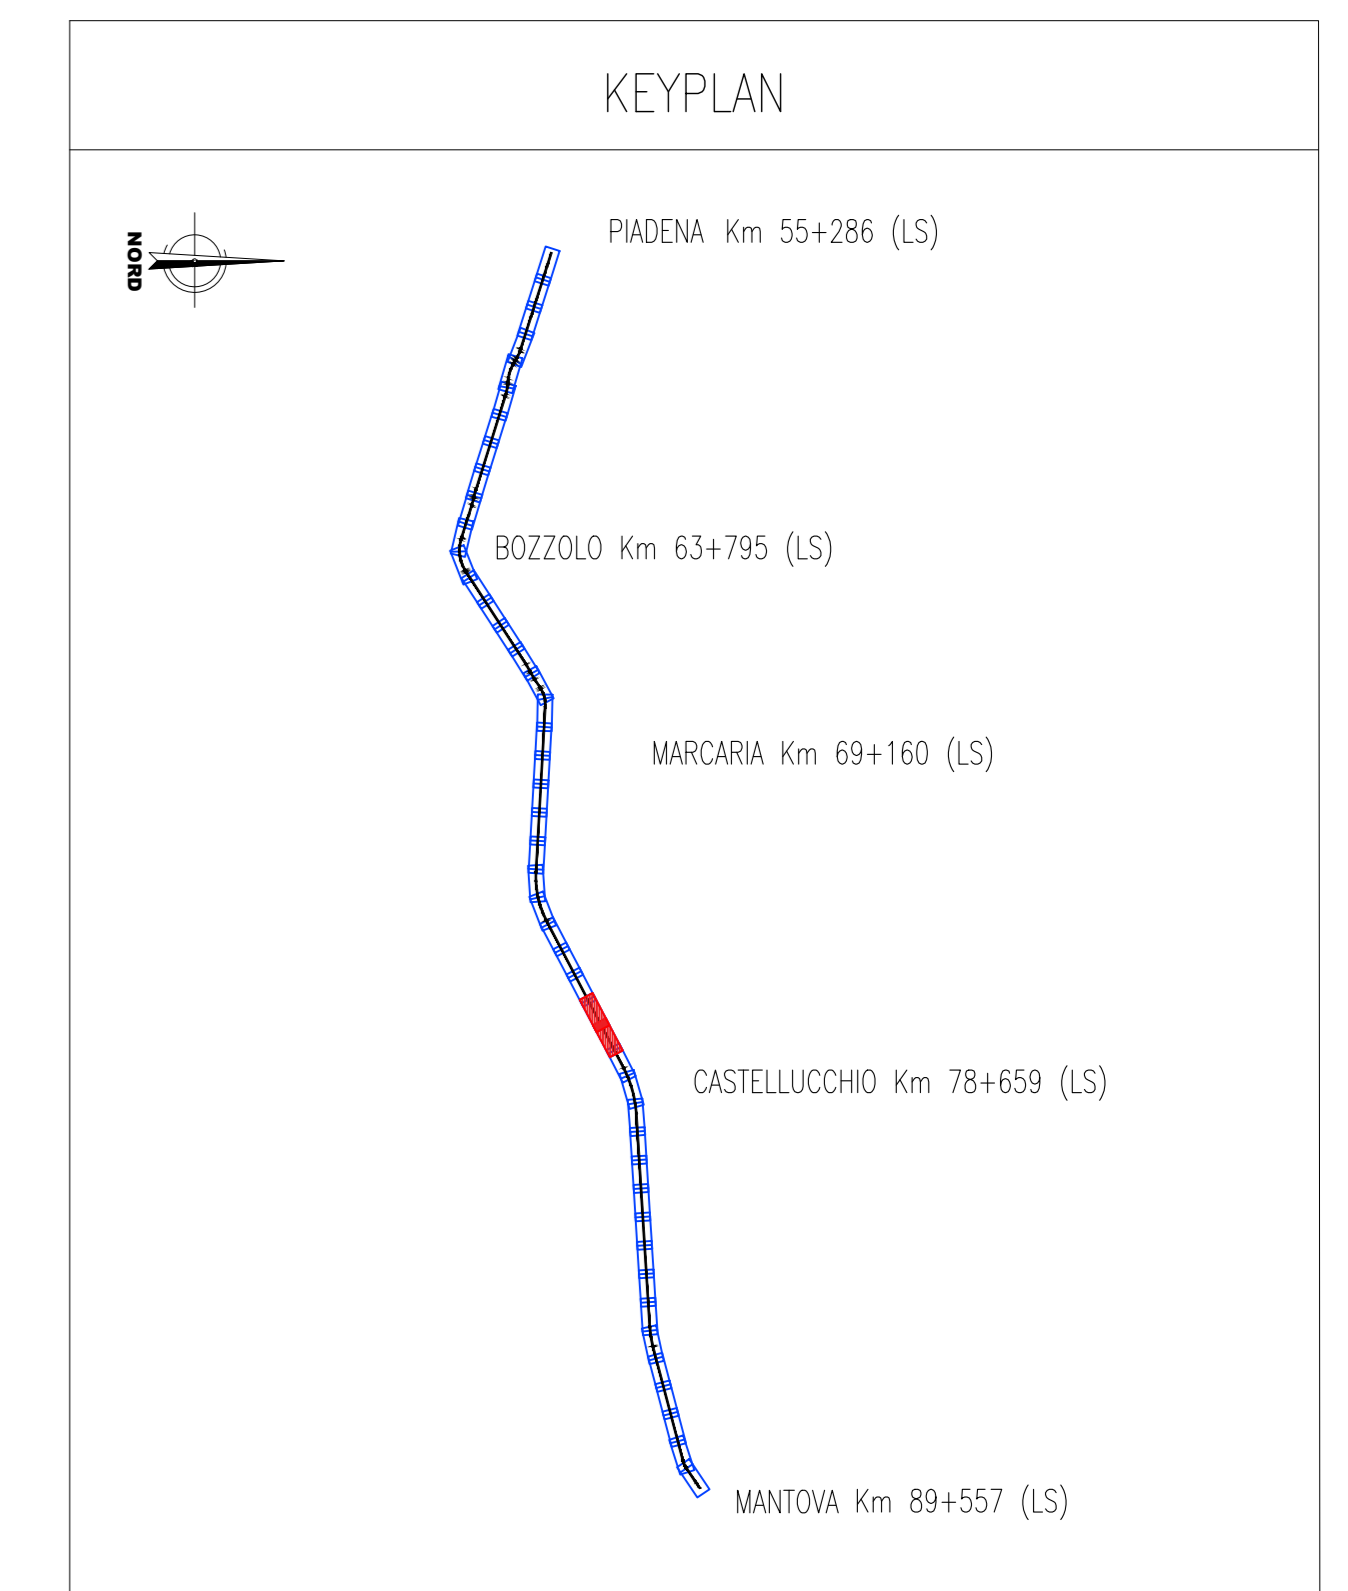 KEYPLAN
NORD
PIADENA Km 55+286 (LS)
BOZZOLO Km 63+795 (LS)
MARCARIA Km 69+160 (LS)
CASTELLUCCHIO Km 78+659 (LS)
MANTOVA Km 89+557 (LS)